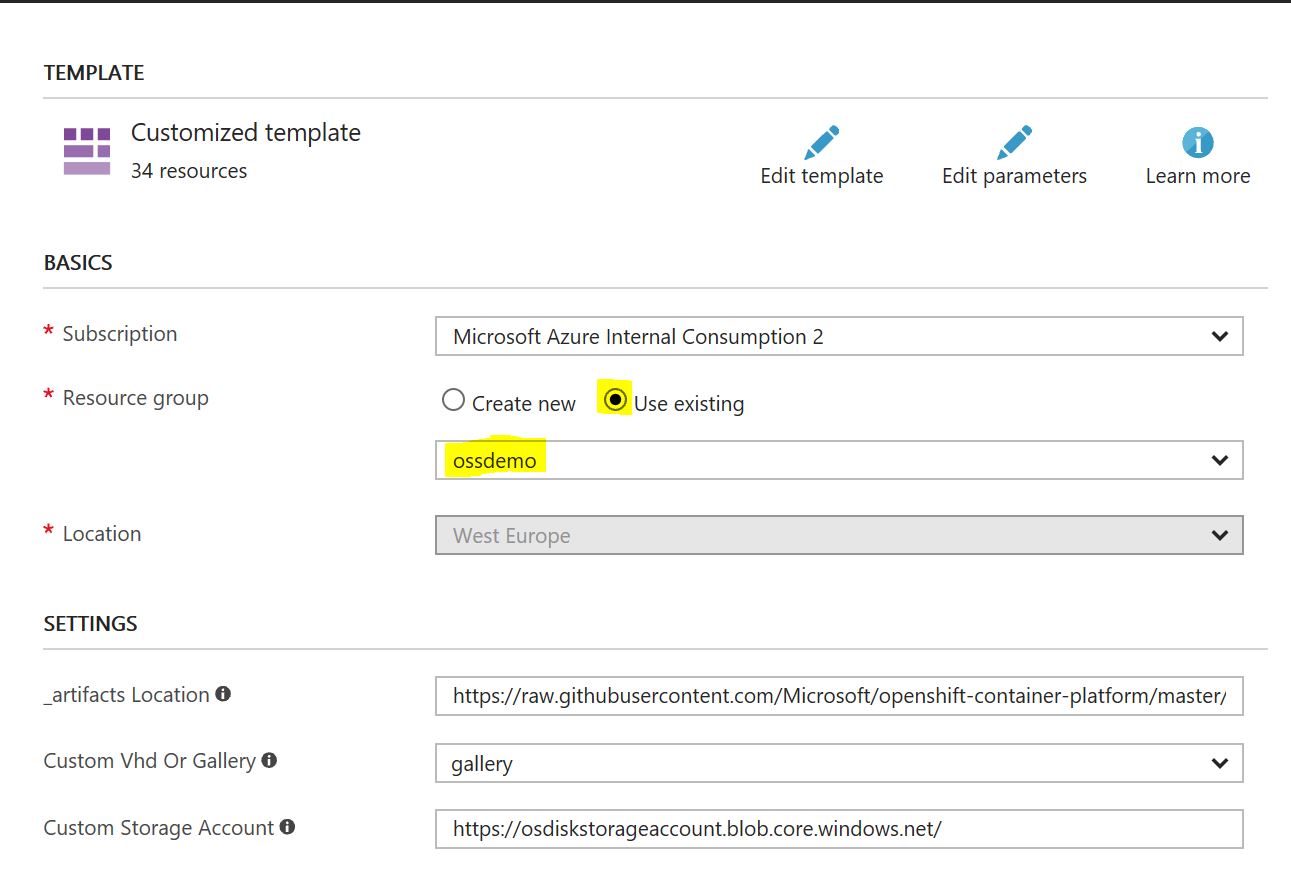 TEMPLATE
Customized template
34 resources
Edit template
Edit parameters
Learn more
BASICS
* Subscription
Microsoft Azure Internal Consumption 2
* Resource group
Create new
Use existing
ossdemo
* Location
West Europe
SETTINGS
_artifacts Location
https://raw.githubusercontent.com/Microsoft/openshift-container-platform/master/
Custom Vhd Or Gallery
gallery
Custom Storage Account
https://osdiskstorageaccount.blob.core.windows.net/